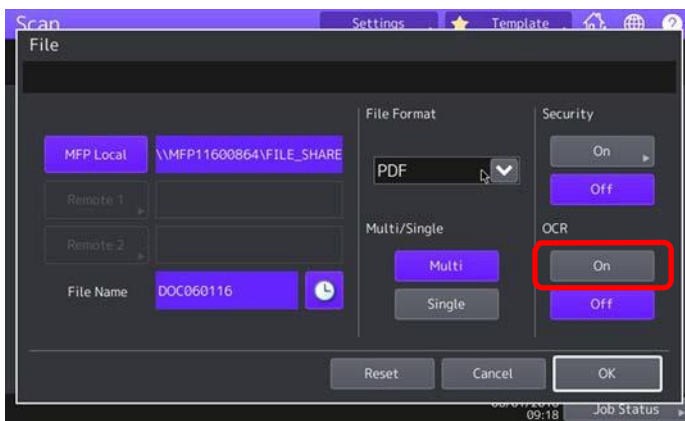 Scan
Settings
Template
File
File Format
Security
MFP Local
\\MFP11600864\FILE_SHARE
PDF
On
Off
Remote 1
Remote 2
Multi/Single
OCR
Multi
On
File Name
DOC060116
Single
Off
Reset
Cancel
OK
09:18
Job Status